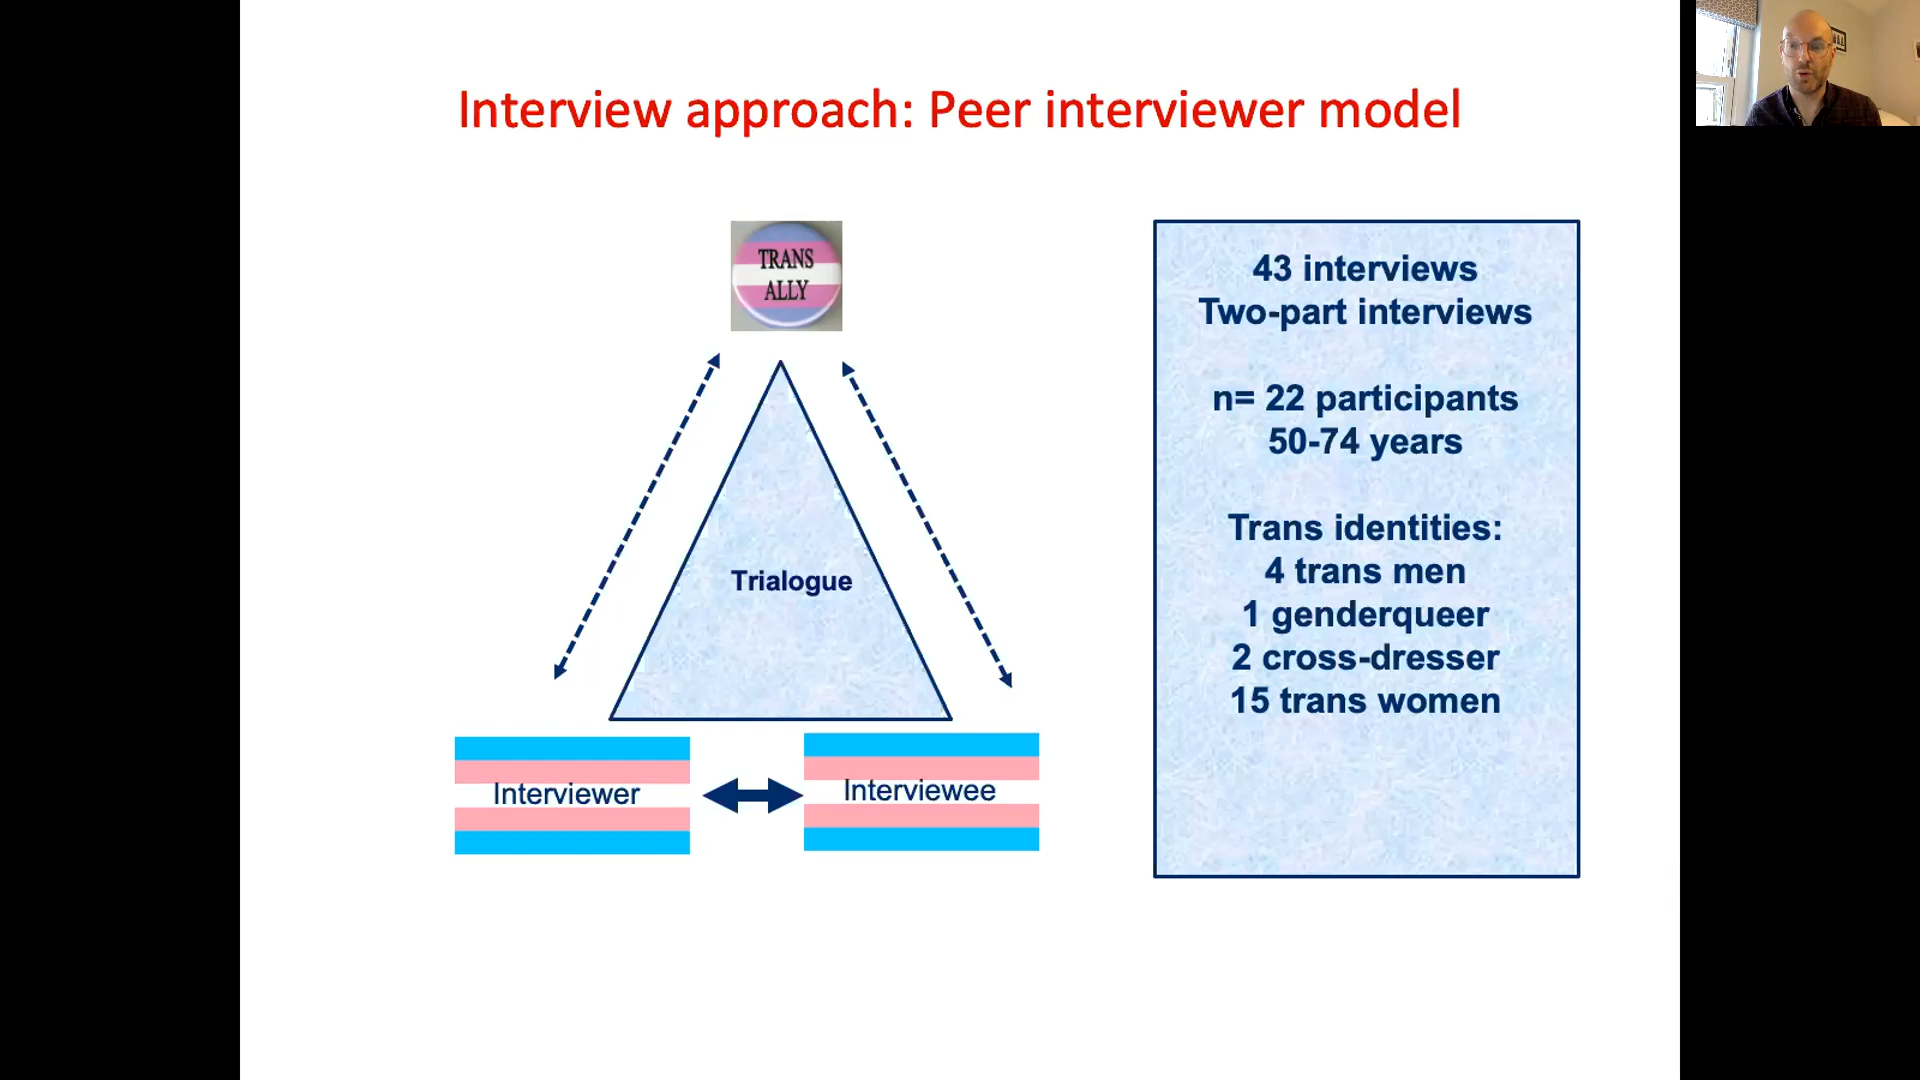 Interview approach: Peer interviewer model
TRANS
ALLY
Trialogue
Interviewer
Interviewee
43 interviews
Two-part interviews
n= 22 participants
50-74 years
Trans identities:
4 trans men
1 genderqueer
2 cross-dresser
15 trans women